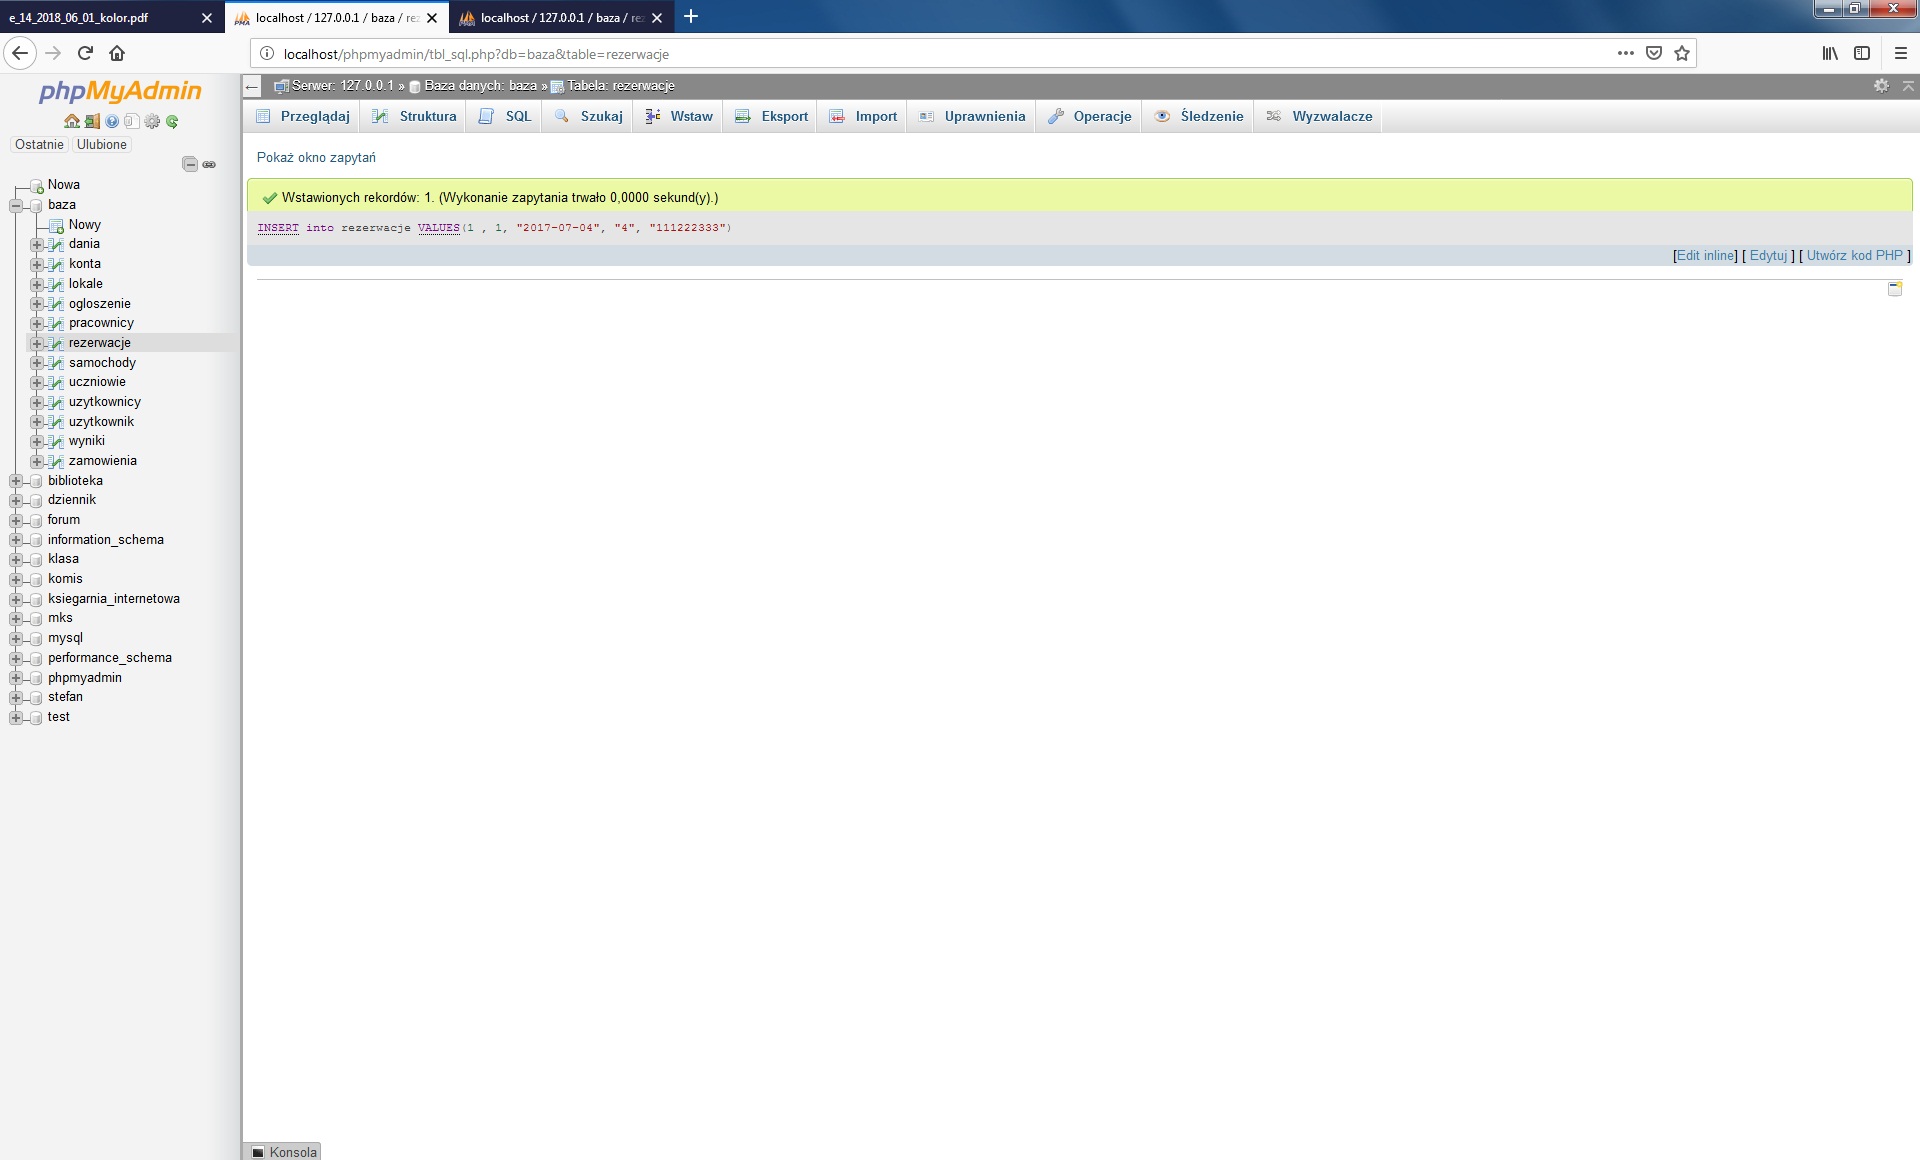 e_14_2018_06_01_kolor.pdf
localhost / 127.0.0.1 / baza / re
localhost / 127.0.0.1 / baza / re
localhost/phpmyadmin/tbl_sql.php?db=baza&table=rezerwacje
phpMyAdmin
Ostatnie
Ulubione
Nowa
baza
Nowy
dania
konta
lokale
ogloszenie
pracownicy
rezerwacje
samochody
uczniowie
uzytkownicy
uzytkownik
wyniki
zamowienia
biblioteka
dziennik
forum
information_schema
klasa
komis
ksiegarnia_internetowa
mks
mysql
performance_schema
phpmyadmin
stefan
test
Serwer: 127.0.0.1 » Baza danych: baza » Tabela: rezerwacje
Przeglądaj Struktura SQL Szukaj Wstaw Eksport Import Uprawnienia Operacje Śledzenie Wyzwalacze
Pokaż okno zapytań
Wstawionych rekordów: 1. (Wykonanie zapytania trwało 0,0000 sekund(y).)
INSERT into rezerwacje VALUES(1 , 1, "2017-07-04", "4", "111222333")
[Edit inline] [ Edytuj ] [ Utwórz kod PHP ]
Konsola